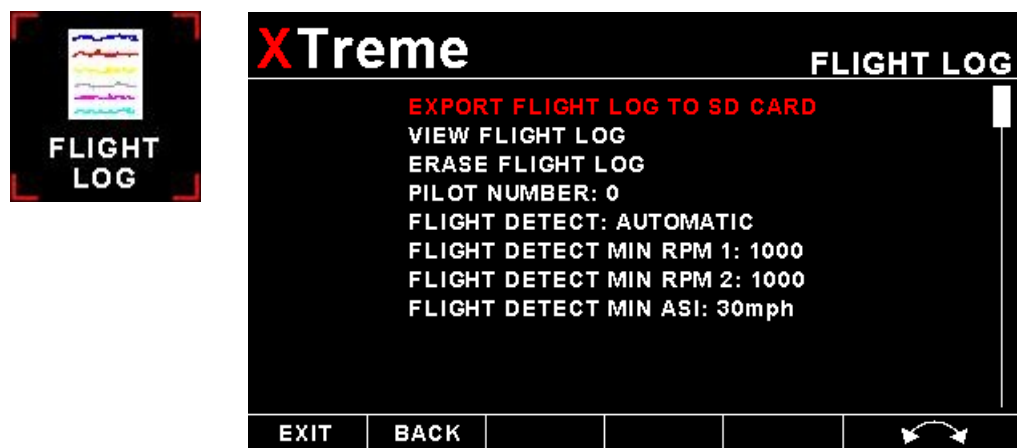 FLIGHT
LOG
XTreme
FLIGHT LOG
EXPORT FLIGHT LOG TO SD CARD
VIEW FLIGHT LOG
ERASE FLIGHT LOG
PILOT NUMBER: 0
FLIGHT DETECT: AUTOMATIC
FLIGHT DETECT MIN RPM 1: 1000
FLIGHT DETECT MIN RPM 2: 1000
FLIGHT DETECT MIN ASI: 30mph
EXIT BACK